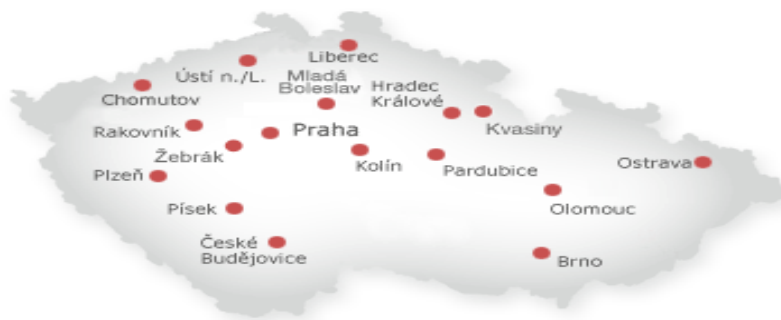 Liberec
Ústí n./L.
Mladá
Boleslav
Hradec
Králové
Chomutov
Rakovník
Praha
Kvasiny
Žebrák
Kolín
Pardubice
Ostrava
Plzeň
Písek
Olomouc
České
Budějovice
Brno